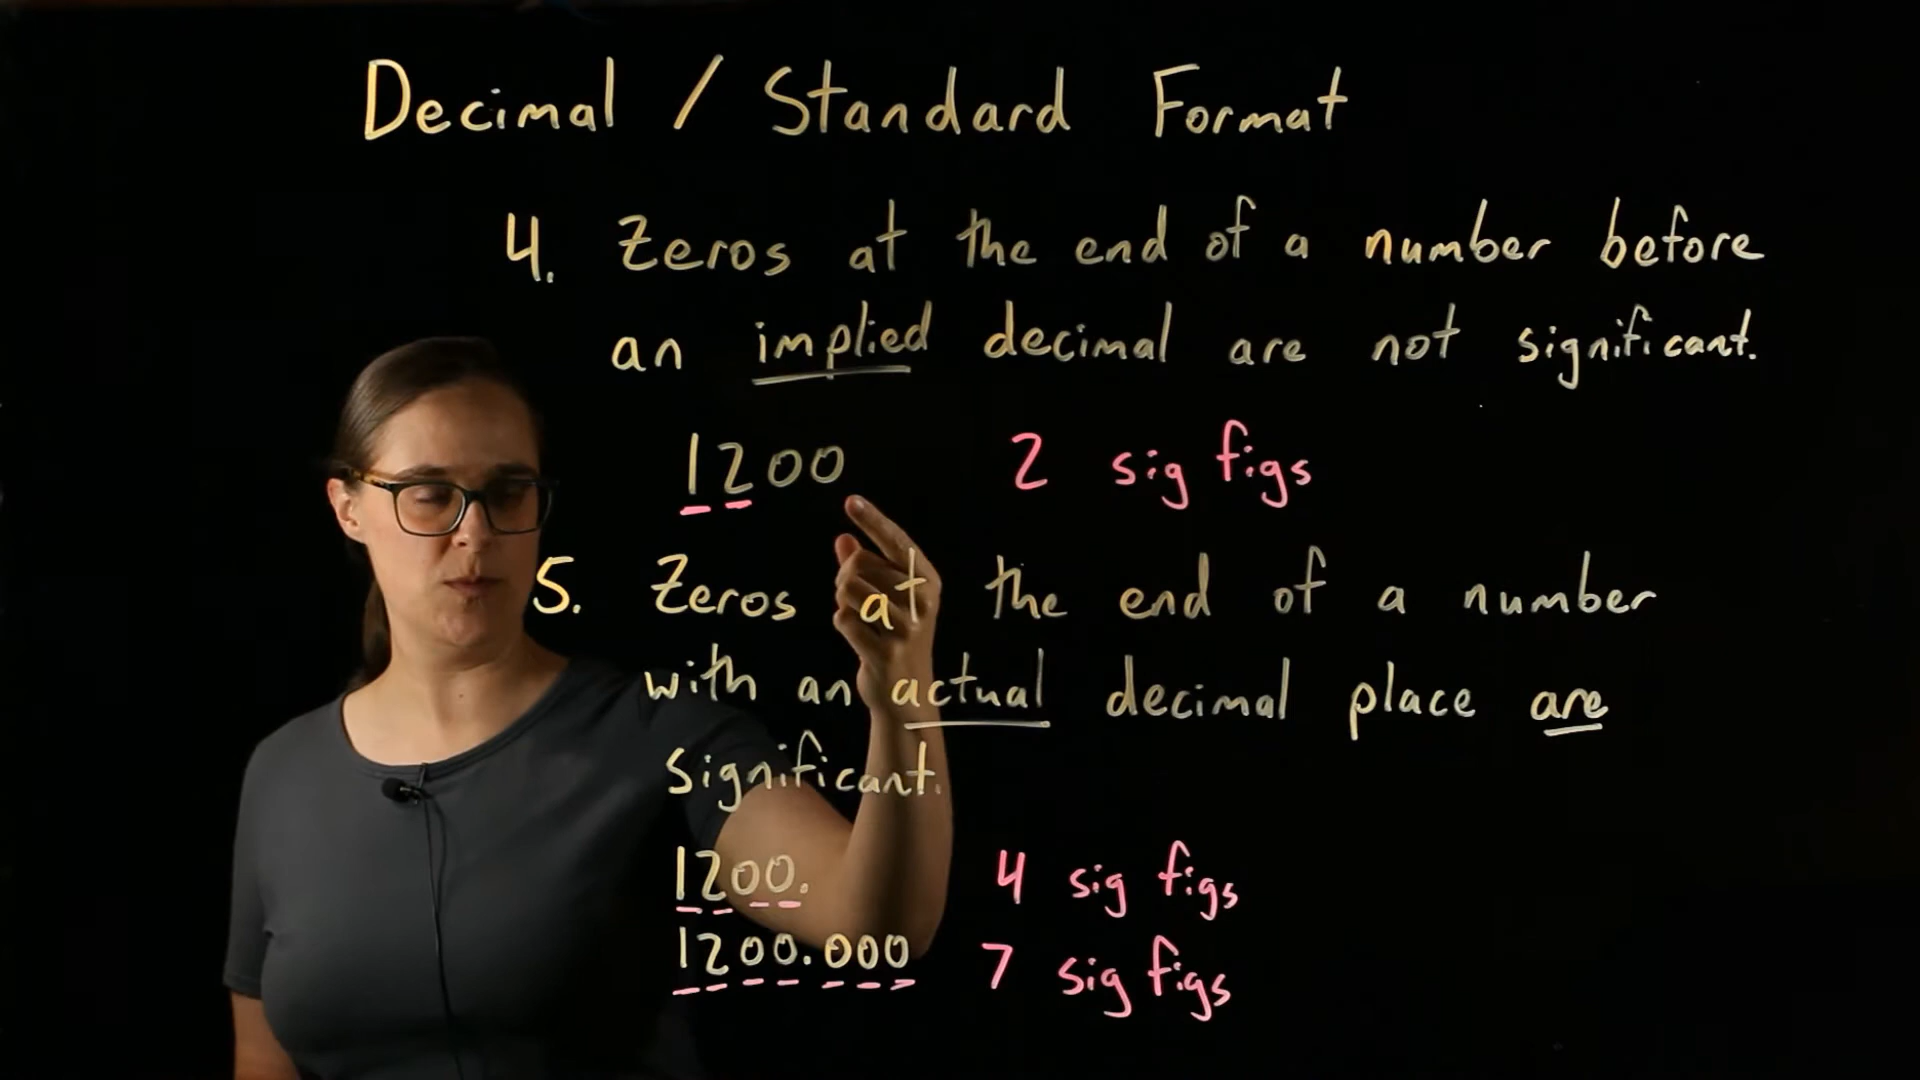 Decimal / Standard Format
4. Zeros at the end of a number before
an implied decimal are not significant.
1200 2 sig figs
5. Zeros at the end of a number
with an actual decimal place are
significant.
1200. 4 sig figs
1200.000 7 sig figs